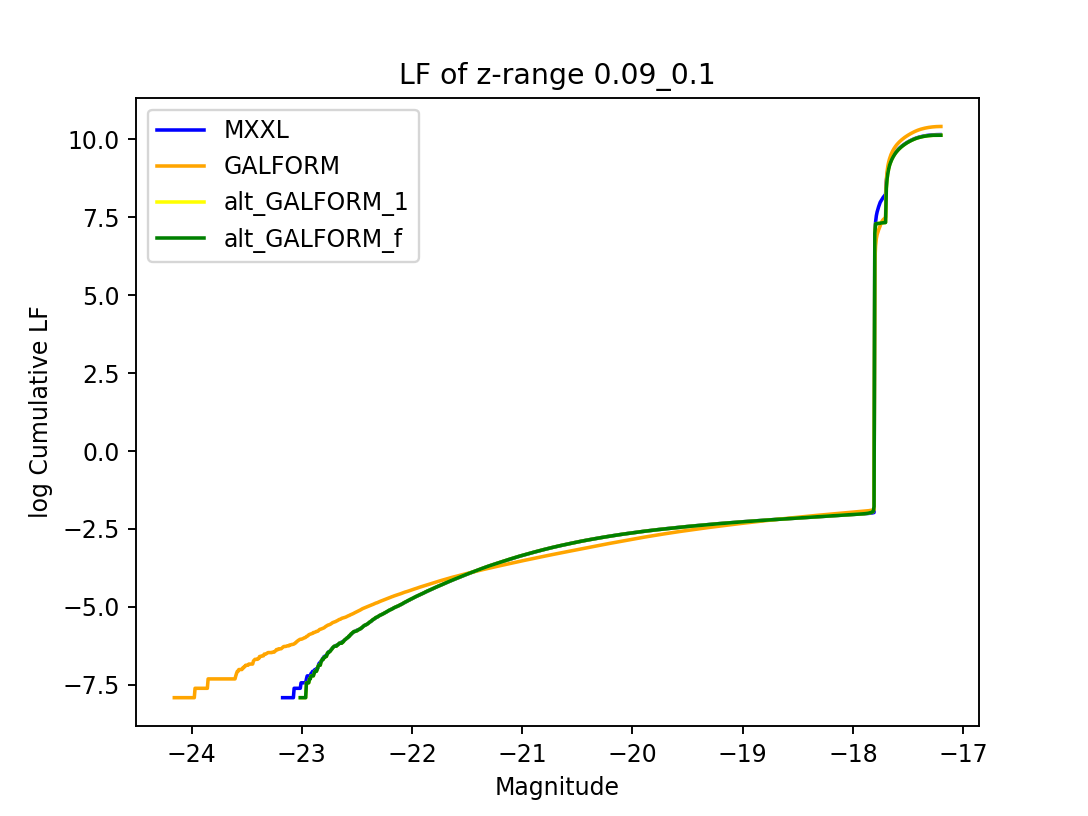 LF of z-range 0.09_0.1
MXXL
GALFORM
alt_GALFORM_1
alt_GALFORM_f
10.0
7.5
5.0
2.5
0.0
−2.5
−5.0
−7.5
log Cumulative LF
−24
−23
−22
−21
−20
−19
−18
−17
Magnitude